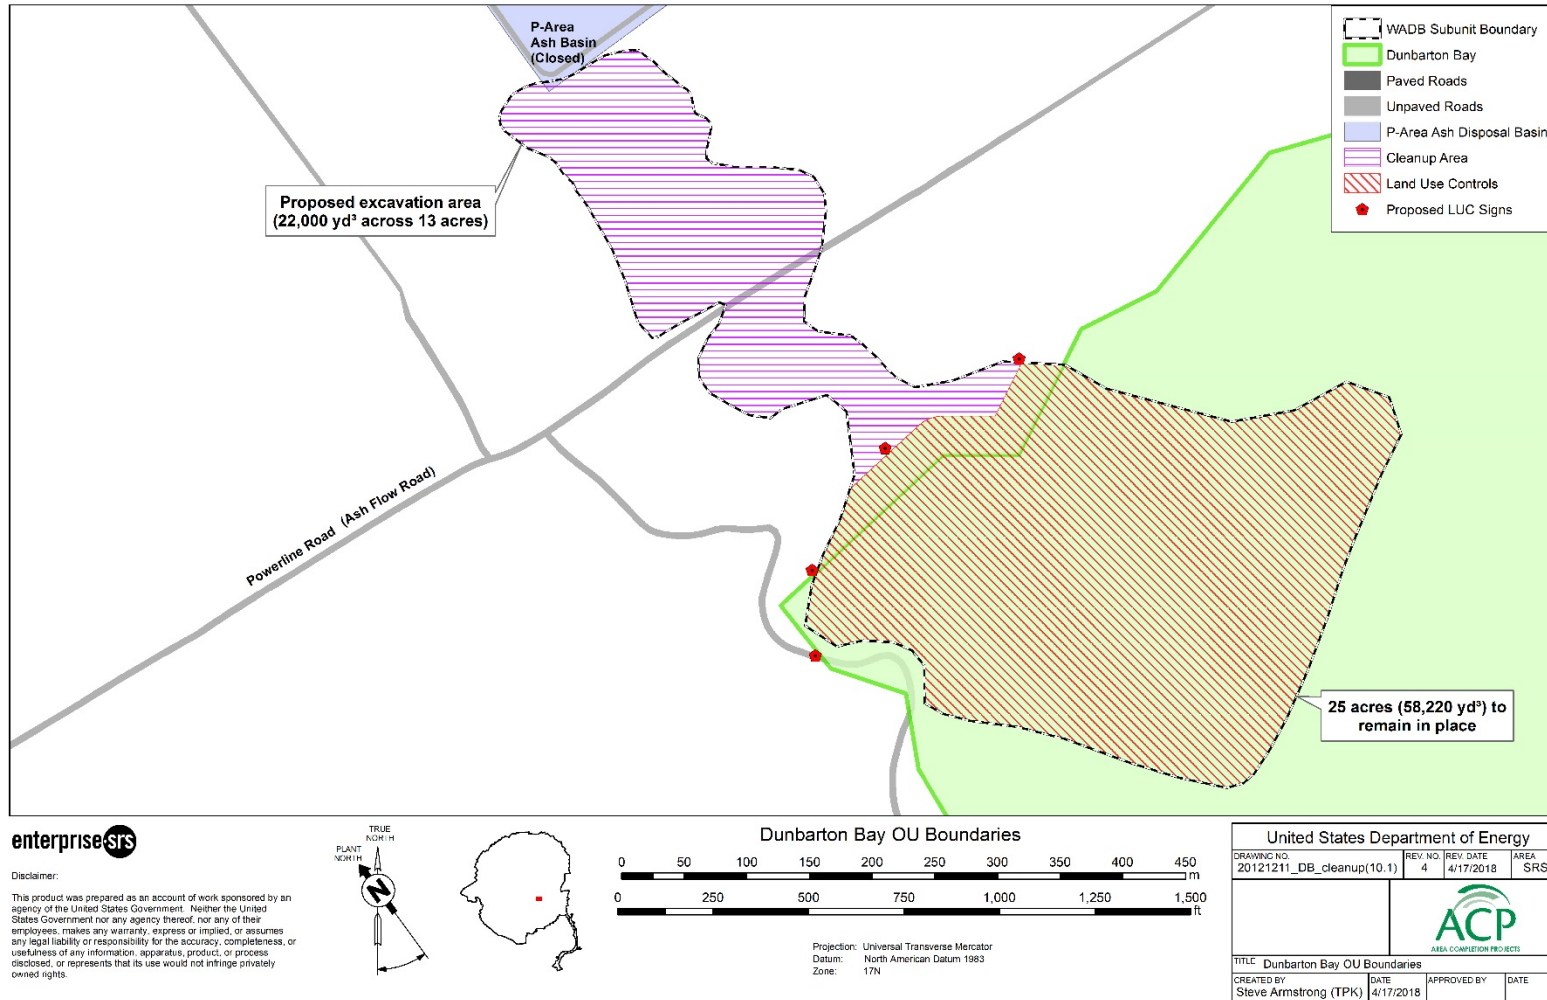 P-Area
Ash Basin
(Closed)
Proposed excavation area
(22,000 yd³ across 13 acres)
Powerline Road (Ash Flow Road)
25 acres (58,220 yd³) to
remain in place
WADB Subunit Boundary
Dunbarton Bay
Paved Roads
Unpaved Roads
P-Area Ash Disposal Basin
Cleanup Area
Land Use Controls
Proposed LUC Signs
enterprise·srs
Disclaimer:
This product was prepared as an account of work sponsored by an
agency of the United States Government. Neither the United
States Government nor any agency thereof, nor any of their
employees, makes any warranty, express or implied, or assumes
any legal liability or responsibility for the accuracy, completeness, or
usefulness of any information, apparatus, product, or process
disclosed, or represents that its use would not infringe privately
owned rights.
TRUE
NORTH
PLANT
NORTH
N
Dunbarton Bay OU Boundaries
0 50 100 150 200 250 300 350 400 450
m
0 250 500 750 1,000 1,250 1,500
ft
Projection: Universal Transverse Mercator
Datum: North American Datum 1983
Zone: 17N
United States Department of Energy
DRAWING NO. REV. NO. REV. DATE AREA
20121211_DB_cleanup(10.1) 4 4/17/2018 SRS
ACP
AREA COMPLETION PROJECTS
TITLE Dunbarton Bay OU Boundaries
CREATED BY DATE APPROVED BY DATE
Steve Armstrong (TPK) 4/17/2018